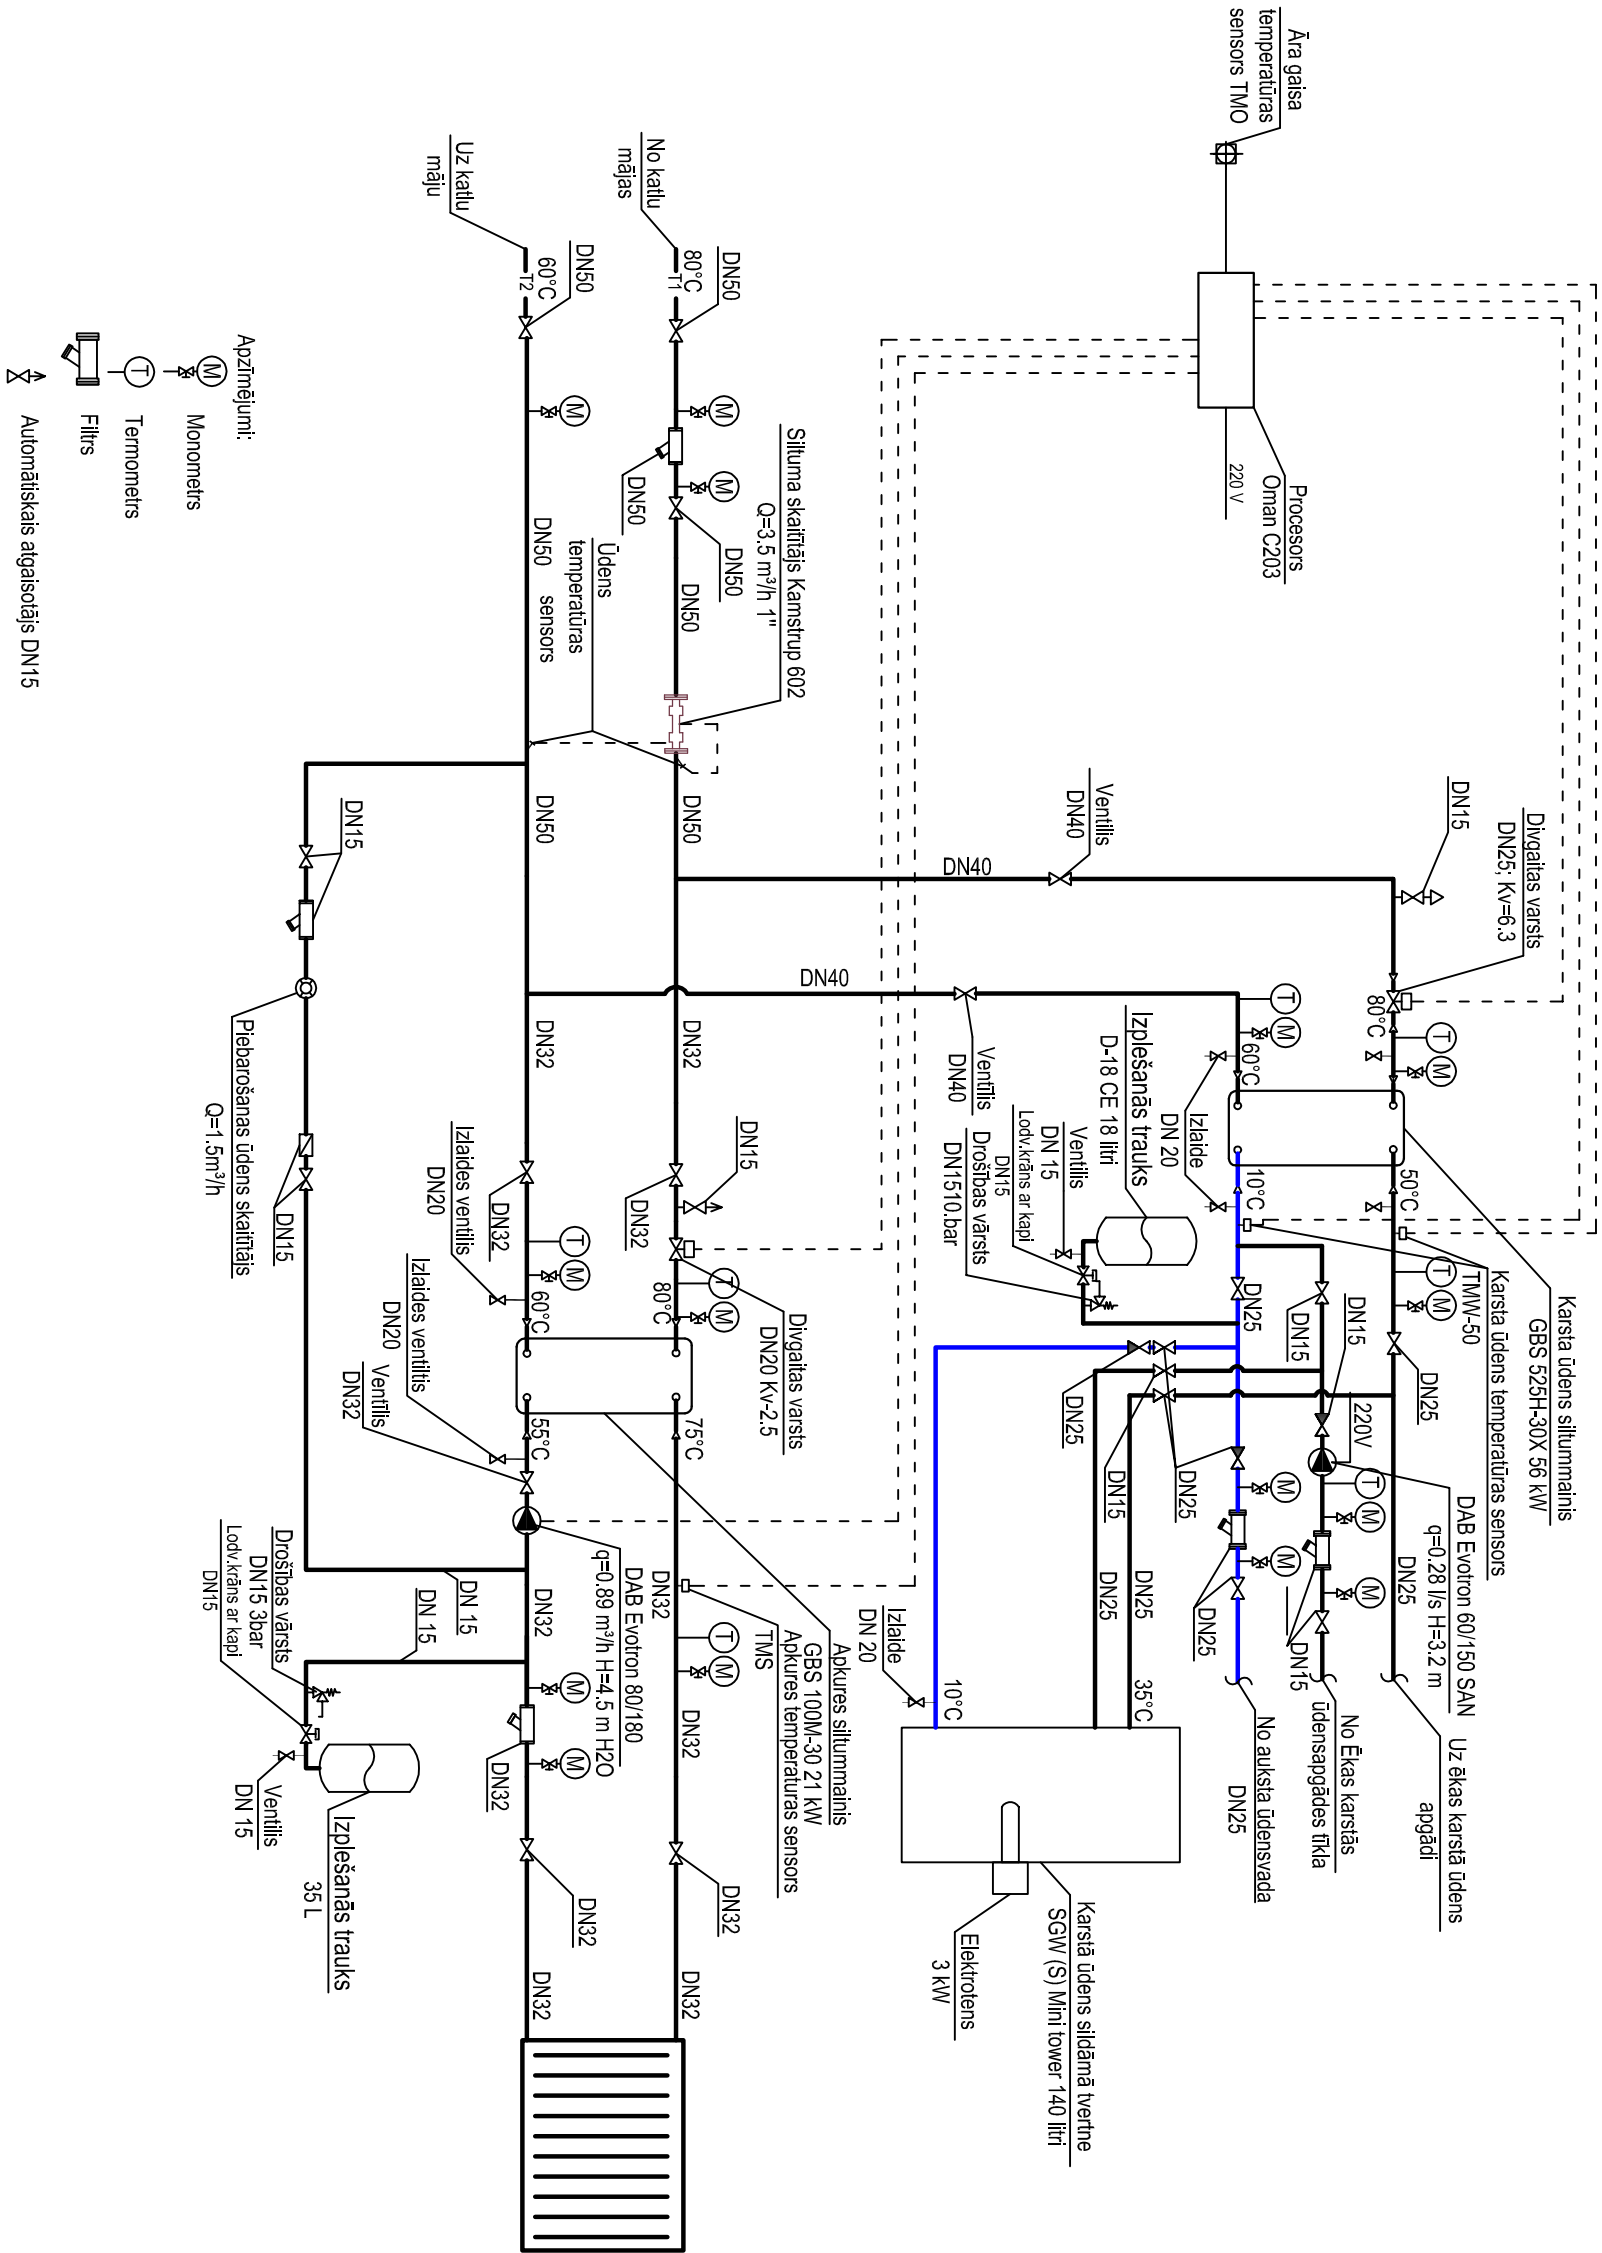 Āra gaisa
temperatūras
sensors TMO
Procesors
Oman C203
220 V
No katlu
mājas
Uz katlu
māju
80°C
T1
60°C
T2
DN50
DN50
M
M
M
DN50
DN50
DN50
DN50
Siltuma skaitītājs Kamstrup 602
Q=3.5 m³/h 1"
Ūdens
temperatūras
sensors
DN50
DN50
DN15
Piebarošanas ūdens skaitītājs
Q=1.5m³/h
DN15
DN40
Ventilis
DN40
DN40
Ventīlis
DN40
DN15
Divgaitas varsts
DN25; Kv=6.3
80°C
T
M
T
M
60°C
Karsta ūdens siltummainis
GBS 525H-30X 56 kW
Karsta ūdens temperatūras sensors
TMW-50
50°C
10°C
T
M
Izlaide
DN 20
Izplešanās trauks
D-18 CE 18 litri
Ventilis
DN 15
Lodv.krāns ar kapi
DN15
Drošības vārsts
DN1510.bar
DN25
DN15
DN15
DN25
220V
DAB Evotron 60/150 SAN
q=0.28 l/s H=3.2 m
DN25
DN15
DN25
T
M
M
M
M
DN25
DN15
DN25
DN25
DN25
Uz ēkas karstā ūdens
apgādi
No Ēkas karstās
ūdensapgādes tīkla
No auksta ūdensvada
DN25
35°C
10°C
Izlaide
DN 20
Karstā ūdens sildāmā tvertne
SGW (S) Mini tower 140 litri
Elektrotens
3 kW
DN32
DN32
DN15
DN32
DN32
T
M
T
M
80°C
60°C
Izlaides ventilis
DN20
Izlaides ventiltis
DN20
Ventīlis
DN32
Divgaitas varsts
DN20 Kv-2.5
75°C
55°C
DAB Evotron 80/180
q=0.89 m³/h H=4.5 m H2O
Apkures siltummainis
GBS 100M-30 21 kW
Apkures temperaturas sensors
TMS
DN32
DN32
T
M
DN32
DN 15
DN 15
Drošības vārsts
DN15 3bar
Lodv.krāns ar kapi
DN15
Ventilis
DN 15
Izplešanās trauks
35 L
M
M
DN32
DN32
DN32
DN32
DN32
Apzīmējumi:
M
Monometrs
T
Termometrs
Filtrs
Automātiskais atgaisotājs DN15